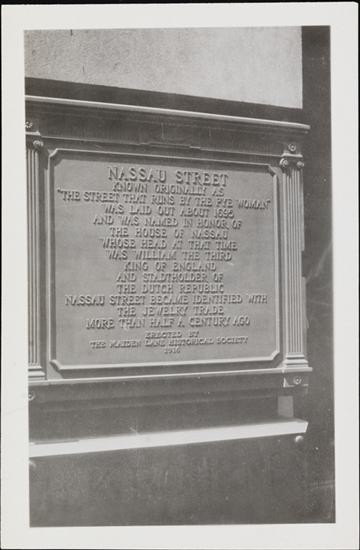 NASSAU STREET
KNOWN ORIGINALLY AS
"THE STREET THAT RUNS BY THE PYE WOMAN"
WAS LAID OUT ABOUT 1695
AND WAS NAMED IN HONOR OF
THE HOUSE OF NASSAU
WHOSE HEAD AT THAT TIME
WAS WILLIAM THE THIRD
KING OF ENGLAND
AND STADTHOLDER OF
THE DUTCH REPUBLIC
NASSAU STREET BECAME IDENTIFIED WITH
THE JEWELRY TRADE
MORE THAN HALF A CENTURY AGO
ERECTED BY
THE MAIDEN LANE HISTORICAL SOCIETY
1946